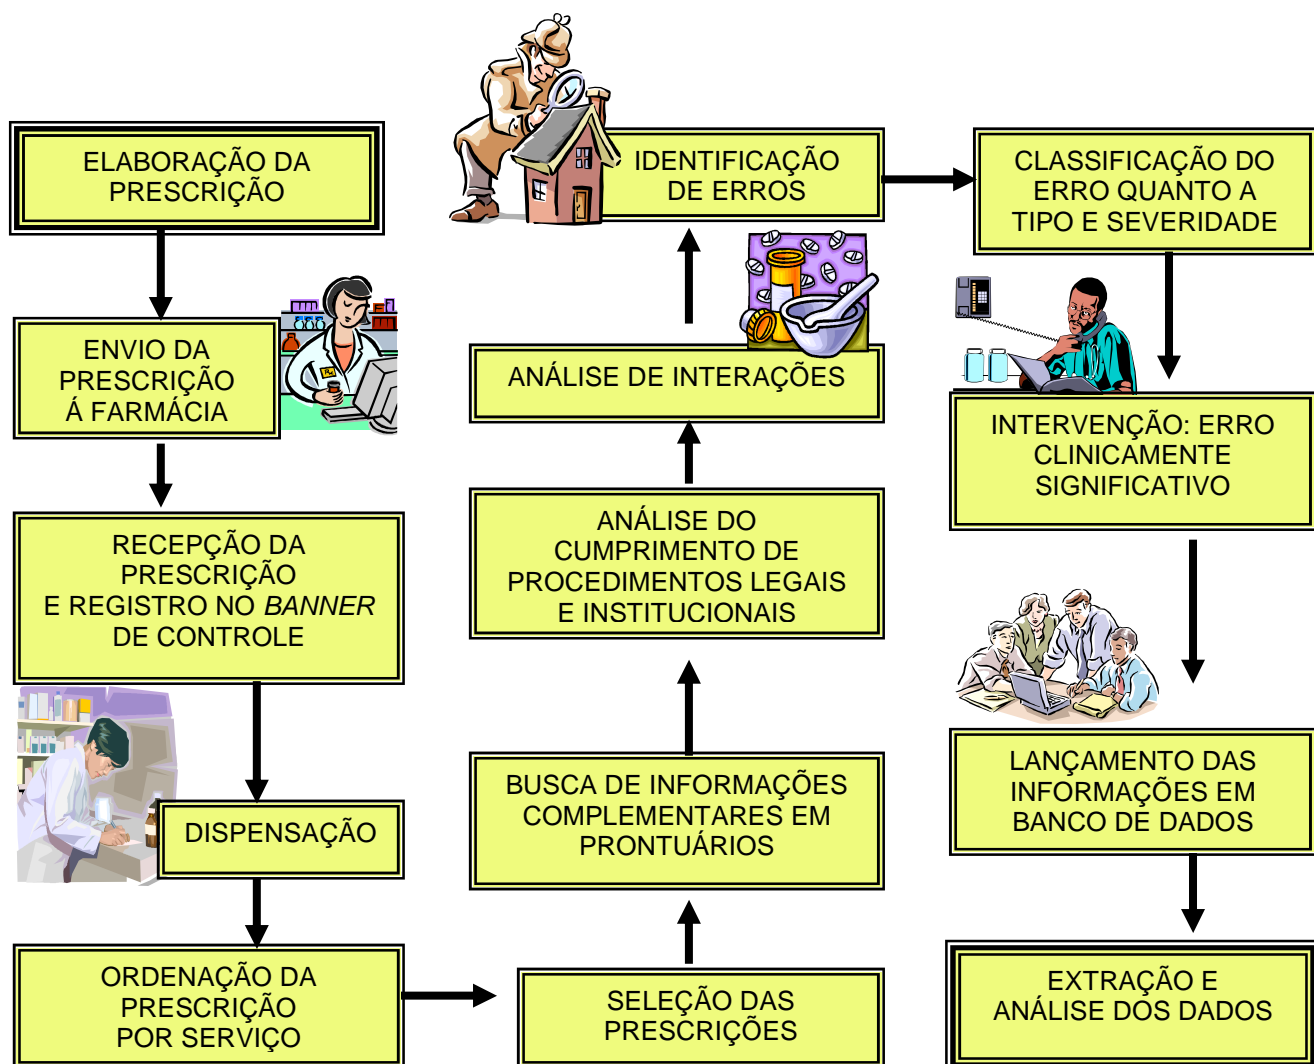 ELABORAÇÃO DA
PRESCRIÇÃO
ENVIO DA
PRESCRIÇÃO
Á FARMÁCIA
RECEPÇÃO DA
PRESCRIÇÃO
E REGISTRO NO BANNER
DE CONTROLE
DISPENSAÇÃO
ORDENAÇÃO DA
PRESCRIÇÃO
POR SERVIÇO
SELEÇÃO DAS
PRESCRIÇÕES
BUSCA DE INFORMAÇÕES
COMPLEMENTARES EM
PRONTUÁRIOS
ANÁLISE DO
CUMPRIMENTO DE
PROCEDIMENTOS LEGAIS
E INSTITUCIONAIS
ANÁLISE DE INTERAÇÕES
IDENTIFICAÇÃO
DE ERROS
CLASSIFICAÇÃO DO
ERRO QUANTO A
TIPO E SEVERIDADE
INTERVENÇÃO: ERRO
CLINICAMENTE
SIGNIFICATIVO
LANÇAMENTO DAS
INFORMAÇÕES EM
BANCO DE DADOS
EXTRAÇÃO E
ANÁLISE DOS DADOS